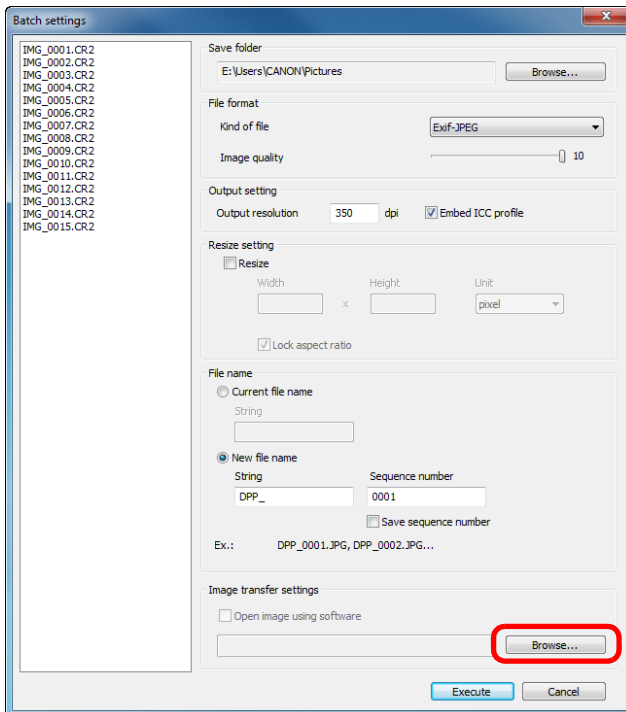 Batch settings
IMG_0001.CR2
IMG_0002.CR2
IMG_0003.CR2
IMG_0004.CR2
IMG_0005.CR2
IMG_0006.CR2
IMG_0007.CR2
IMG_0008.CR2
IMG_0009.CR2
IMG_0010.CR2
IMG_0011.CR2
IMG_0012.CR2
IMG_0013.CR2
IMG_0014.CR2
IMG_0015.CR2
Save folder
E:\Users\CANON\Pictures Browse...
File format
Kind of file Exif-JPEG
Image quality 10
Output setting
Output resolution 350 dpi Embed ICC profile
Resize setting
Resize
Width Height Unit
x pixel
Lock aspect ratio
File name
Current file name
String
New file name
String Sequence number
DPP_ 0001
Save sequence number
Ex.: DPP_0001.JPG, DPP_0002.JPG...
Image transfer settings
Open image using software
Browse...
Execute Cancel